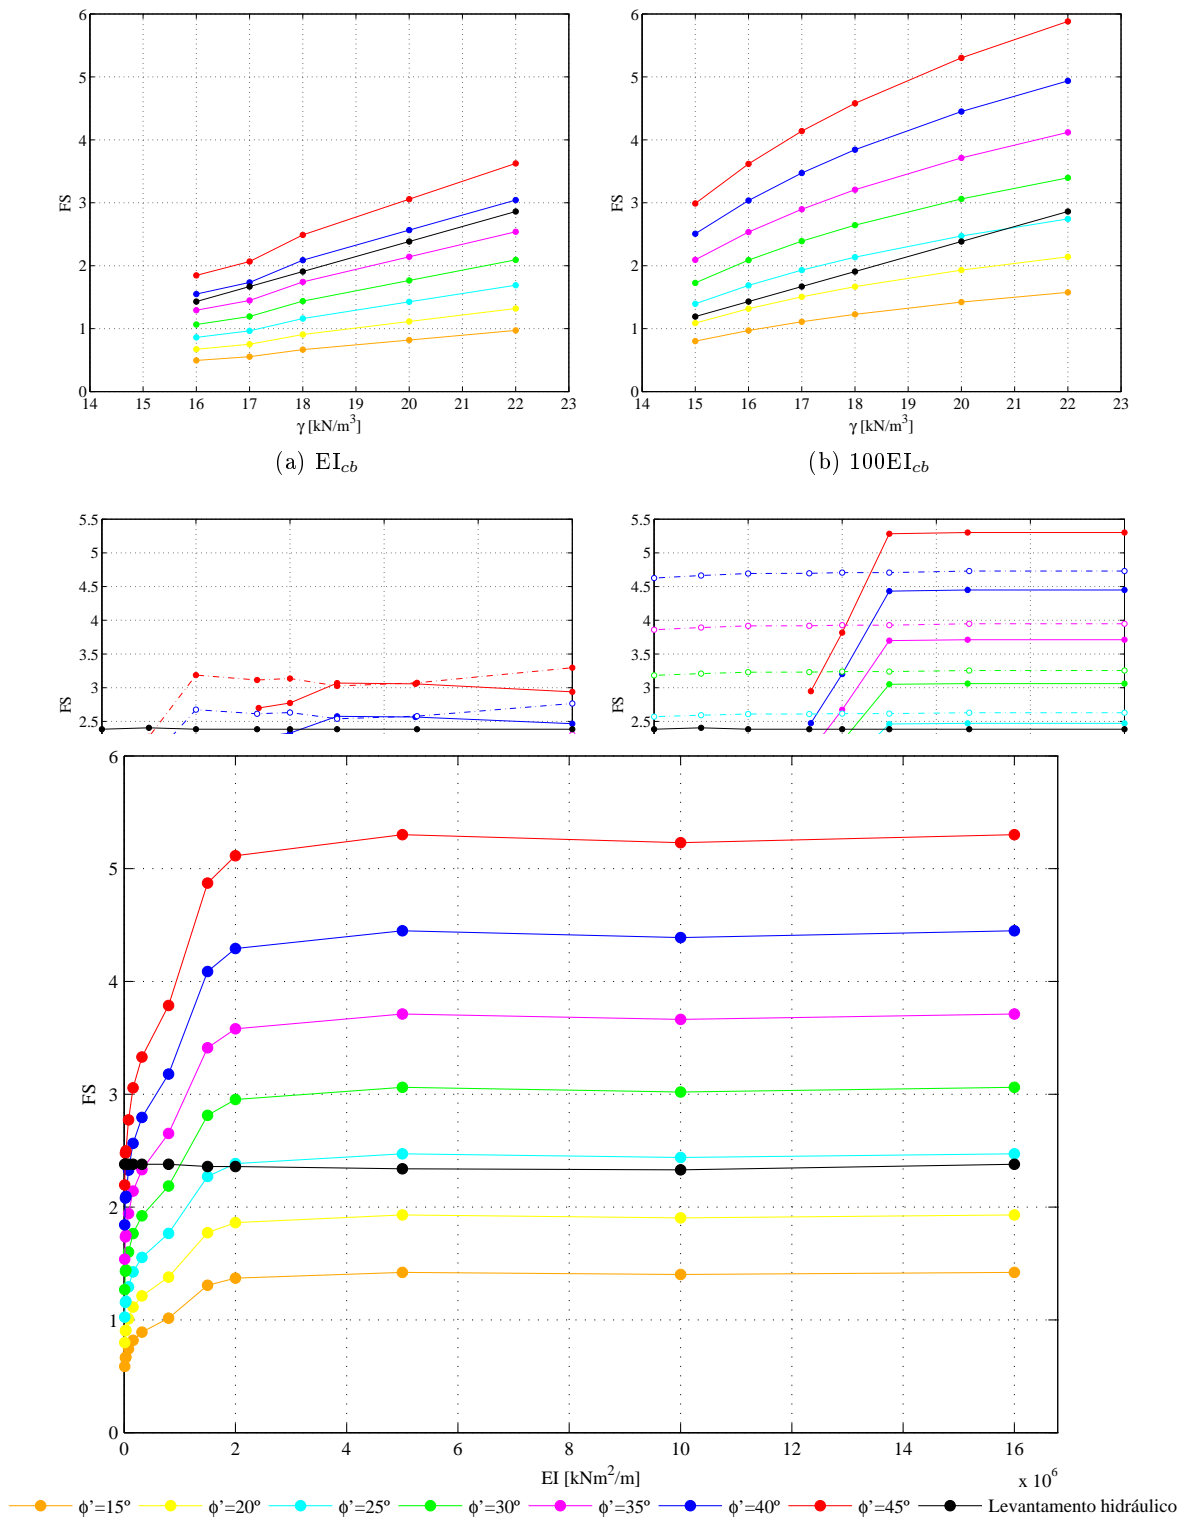 6
5
4
3
2
1
0
FS
14 15 16 17 18 19 20 21 22 23
γ [kN/m³]
(a) EI_cb
6
5
4
3
2
1
0
FS
14 15 16 17 18 19 20 21 22 23
γ [kN/m³]
(b) 100EI_cb
5.5
5
4.5
4
3.5
3
2.5
FS
5.5
5
4.5
4
3.5
3
2.5
FS
6
5
4
3
2
1
0
FS
0 2 4 6 8 10 12 14 16
EI [kNm²/m]
x 10⁶
ϕ'=15º ϕ'=20º ϕ'=25º ϕ'=30º ϕ'=35º ϕ'=40º ϕ'=45º Levantamento hidráulico